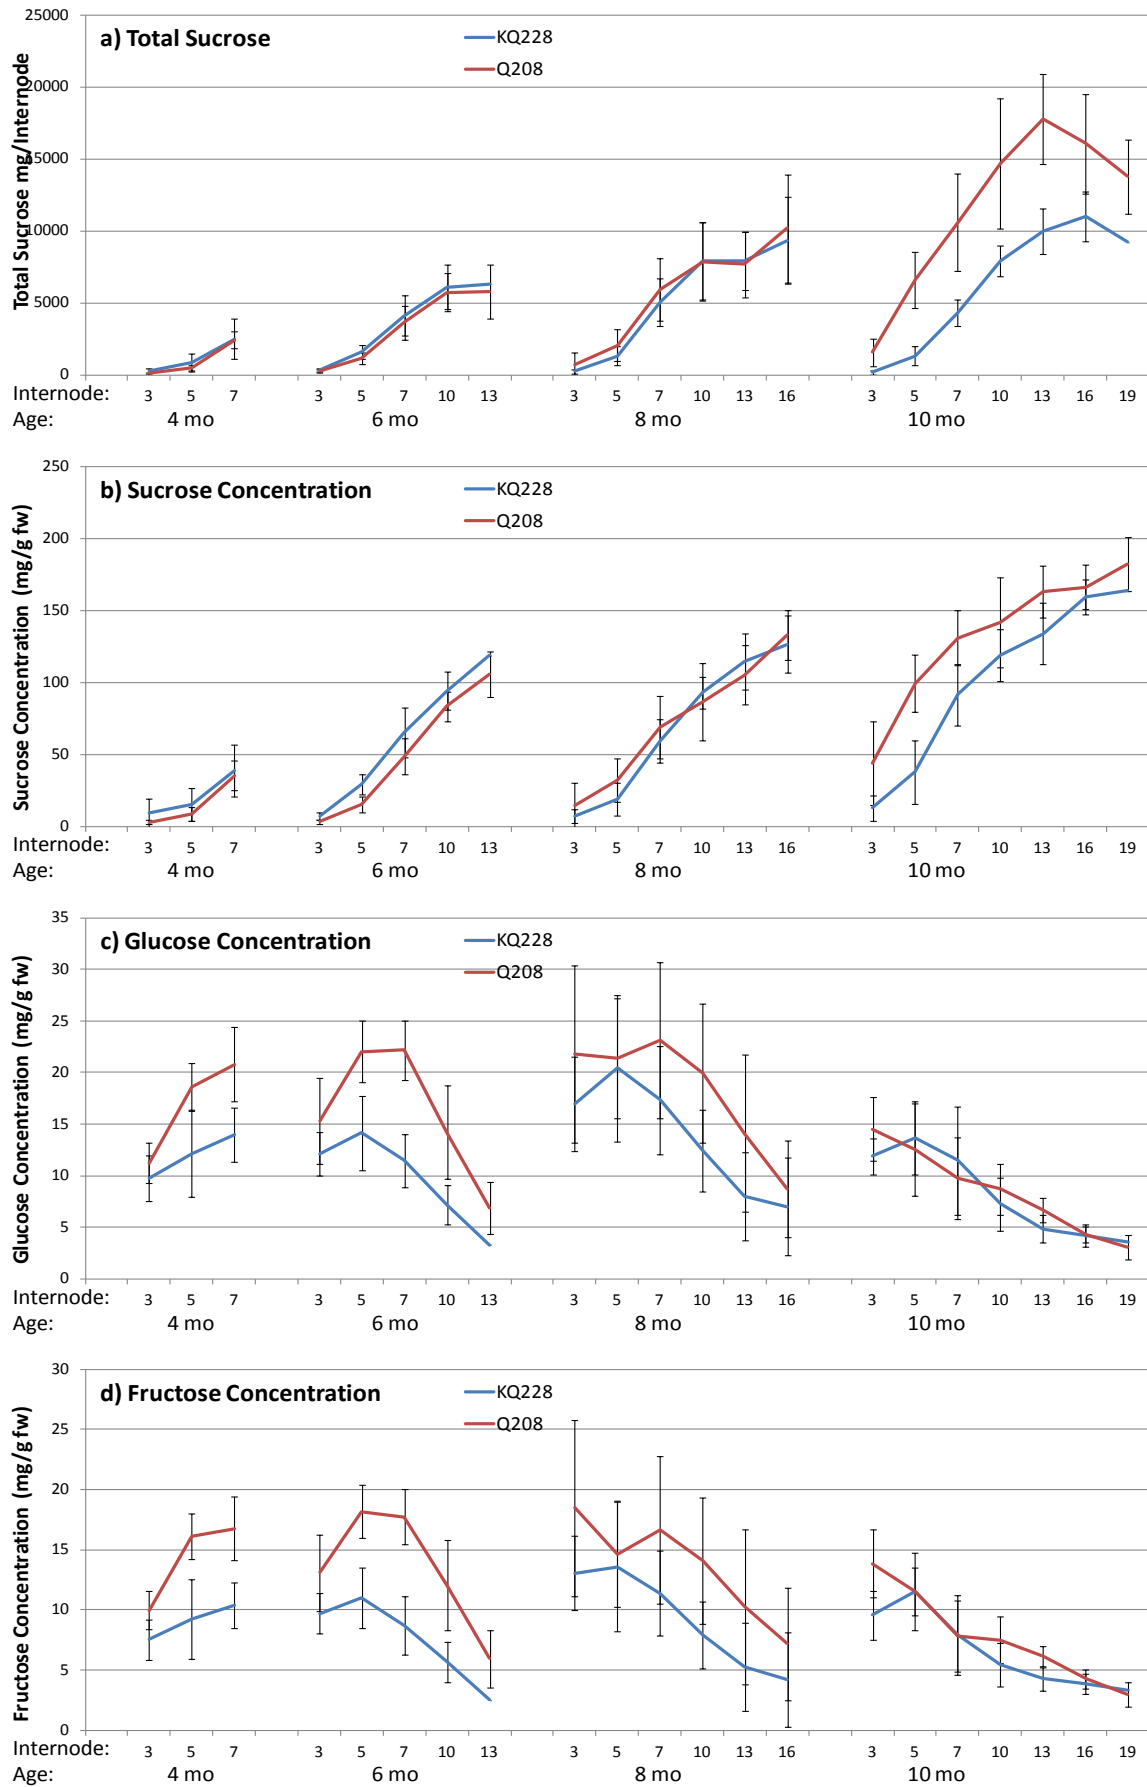 a) Total Sucrose
KQ228
Q208
Total Sucrose mg/Internode
25000
20000
15000
10000
5000
0
Internode: 3 5 7 3 5 7 10 13 3 5 7 10 13 16 3 5 7 10 13 16 19
Age: 4 mo 6 mo 8 mo 10 mo
b) Sucrose Concentration
KQ228
Q208
Sucrose Concentration (mg/g fw)
250
200
150
100
50
0
Internode: 3 5 7 3 5 7 10 13 3 5 7 10 13 16 3 5 7 10 13 16 19
Age: 4 mo 6 mo 8 mo 10 mo
c) Glucose Concentration
KQ228
Q208
Glucose Concentration (mg/g fw)
35
30
25
20
15
10
5
0
Internode: 3 5 7 3 5 7 10 13 3 5 7 10 13 16 3 5 7 10 13 16 19
Age: 4 mo 6 mo 8 mo 10 mo
d) Fructose Concentration
KQ228
Q208
Fructose Concentration (mg/g fw)
30
25
20
15
10
5
0
Internode: 3 5 7 3 5 7 10 13 3 5 7 10 13 16 3 5 7 10 13 16 19
Age: 4 mo 6 mo 8 mo 10 mo